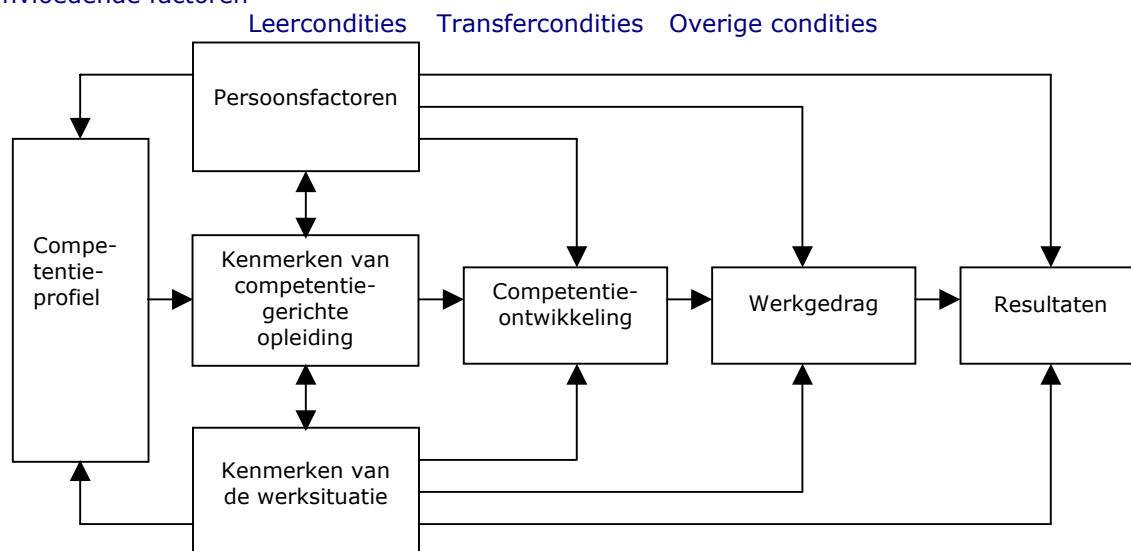 factoren
Leercondities Transfercondities Overige condities
Persoonsfactoren
Compe-
tentie-
profiel
Kenmerken van
competentie-
gerichte
opleiding
Competentie-
ontwikkeling
Werkgedrag
Resultaten
Kenmerken van
de werksituatie